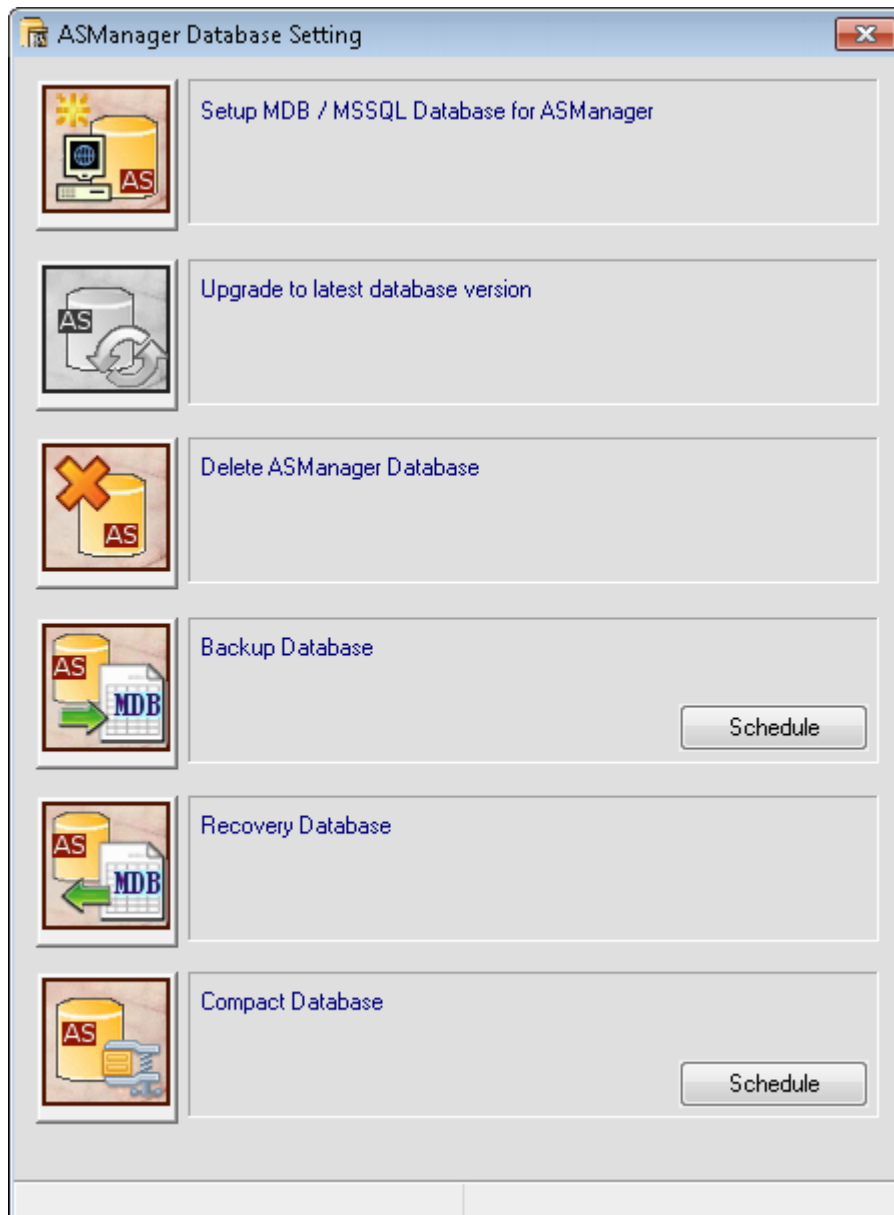 ASManager Database Setting
Setup MDB / MSSQL Database for ASManager
AS
Upgrade to latest database version
AS
Delete ASManager Database
AS
Backup Database
AS
MDB
Schedule
Recovery Database
AS
MDB
Compact Database
AS
Schedule